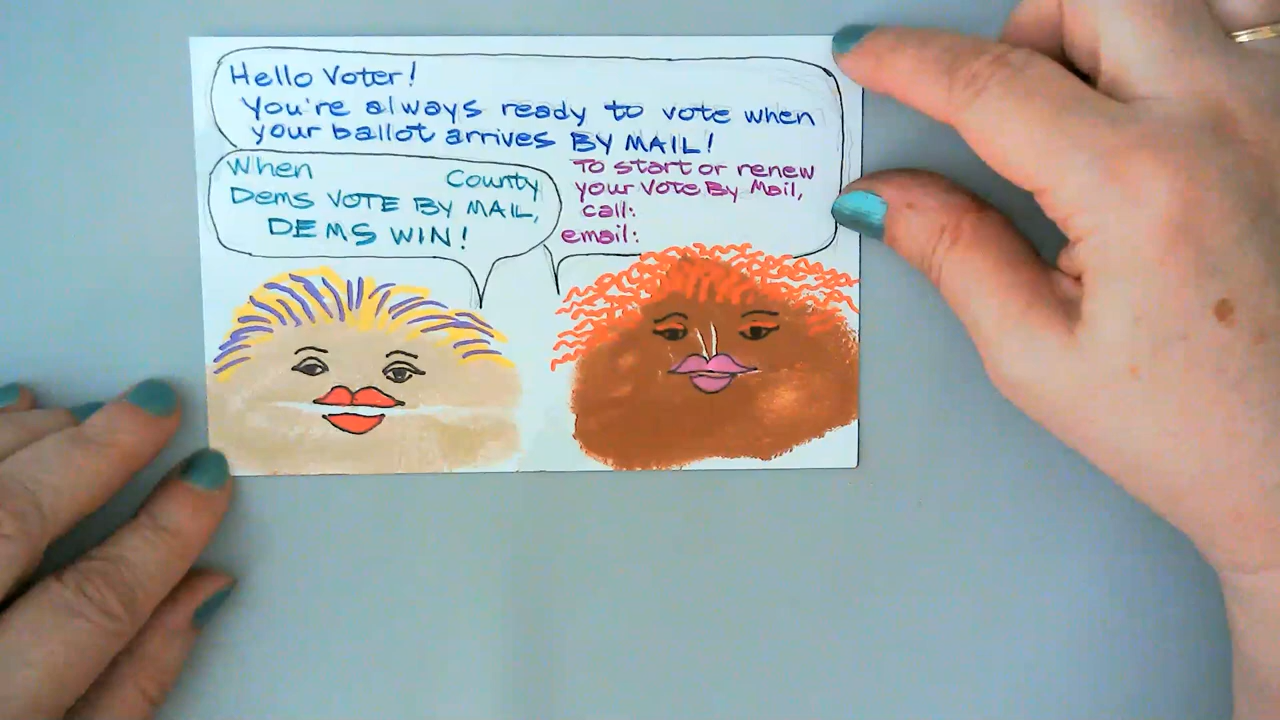 Hello Voter!
You're always ready to vote when
your ballot arrives BY MAIL!
To start or renew
your Vote By Mail,
call:
email:
When County
Dems VOTE BY MAIL,
DEMS WIN!